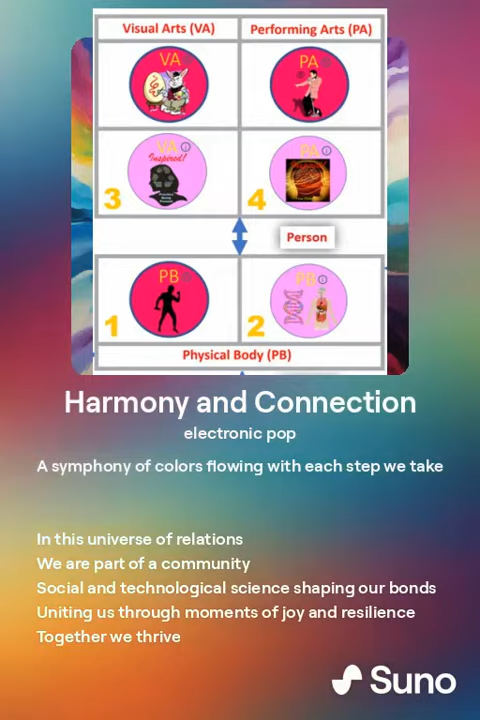 Visual Arts (VA)
Performing Arts (PA)
VA
PA
VA
Inspired!
PA
3
4
Person
PB
PB
1
2
Physical Body (PB)
Harmony and Connection
electronic pop
A symphony of colors flowing with each step we take
In this universe of relations
We are part of a community
Social and technological science shaping our bonds
Uniting us through moments of joy and resilience
Together we thrive
Suno